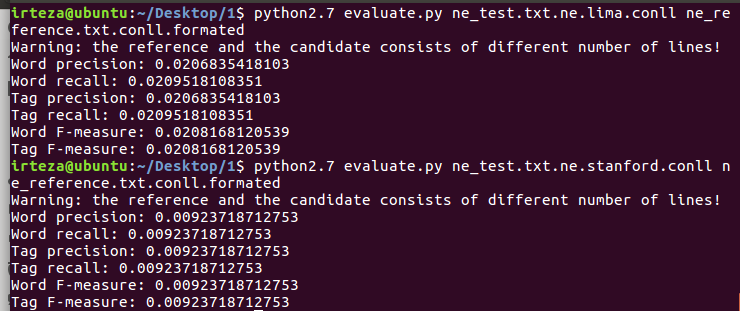 irteza@ubuntu:~/Desktop/1$ python2.7 evaluate.py ne_test.txt.ne.lima.conll ne_re
ference.txt.conll.formated
Warning: the reference and the candidate consists of different number of lines!
Word precision: 0.0206835418103
Word recall: 0.0209518108351
Tag precision: 0.0206835418103
Tag recall: 0.0209518108351
Word F-measure: 0.0208168120539
Tag F-measure: 0.0208168120539
irteza@ubuntu:~/Desktop/1$ python2.7 evaluate.py ne_test.txt.ne.stanford.conll n
e_reference.txt.conll.formated
Warning: the reference and the candidate consists of different number of lines!
Word precision: 0.00923718712753
Word recall: 0.00923718712753
Tag precision: 0.00923718712753
Tag recall: 0.00923718712753
Word F-measure: 0.00923718712753
Tag F-measure: 0.00923718712753